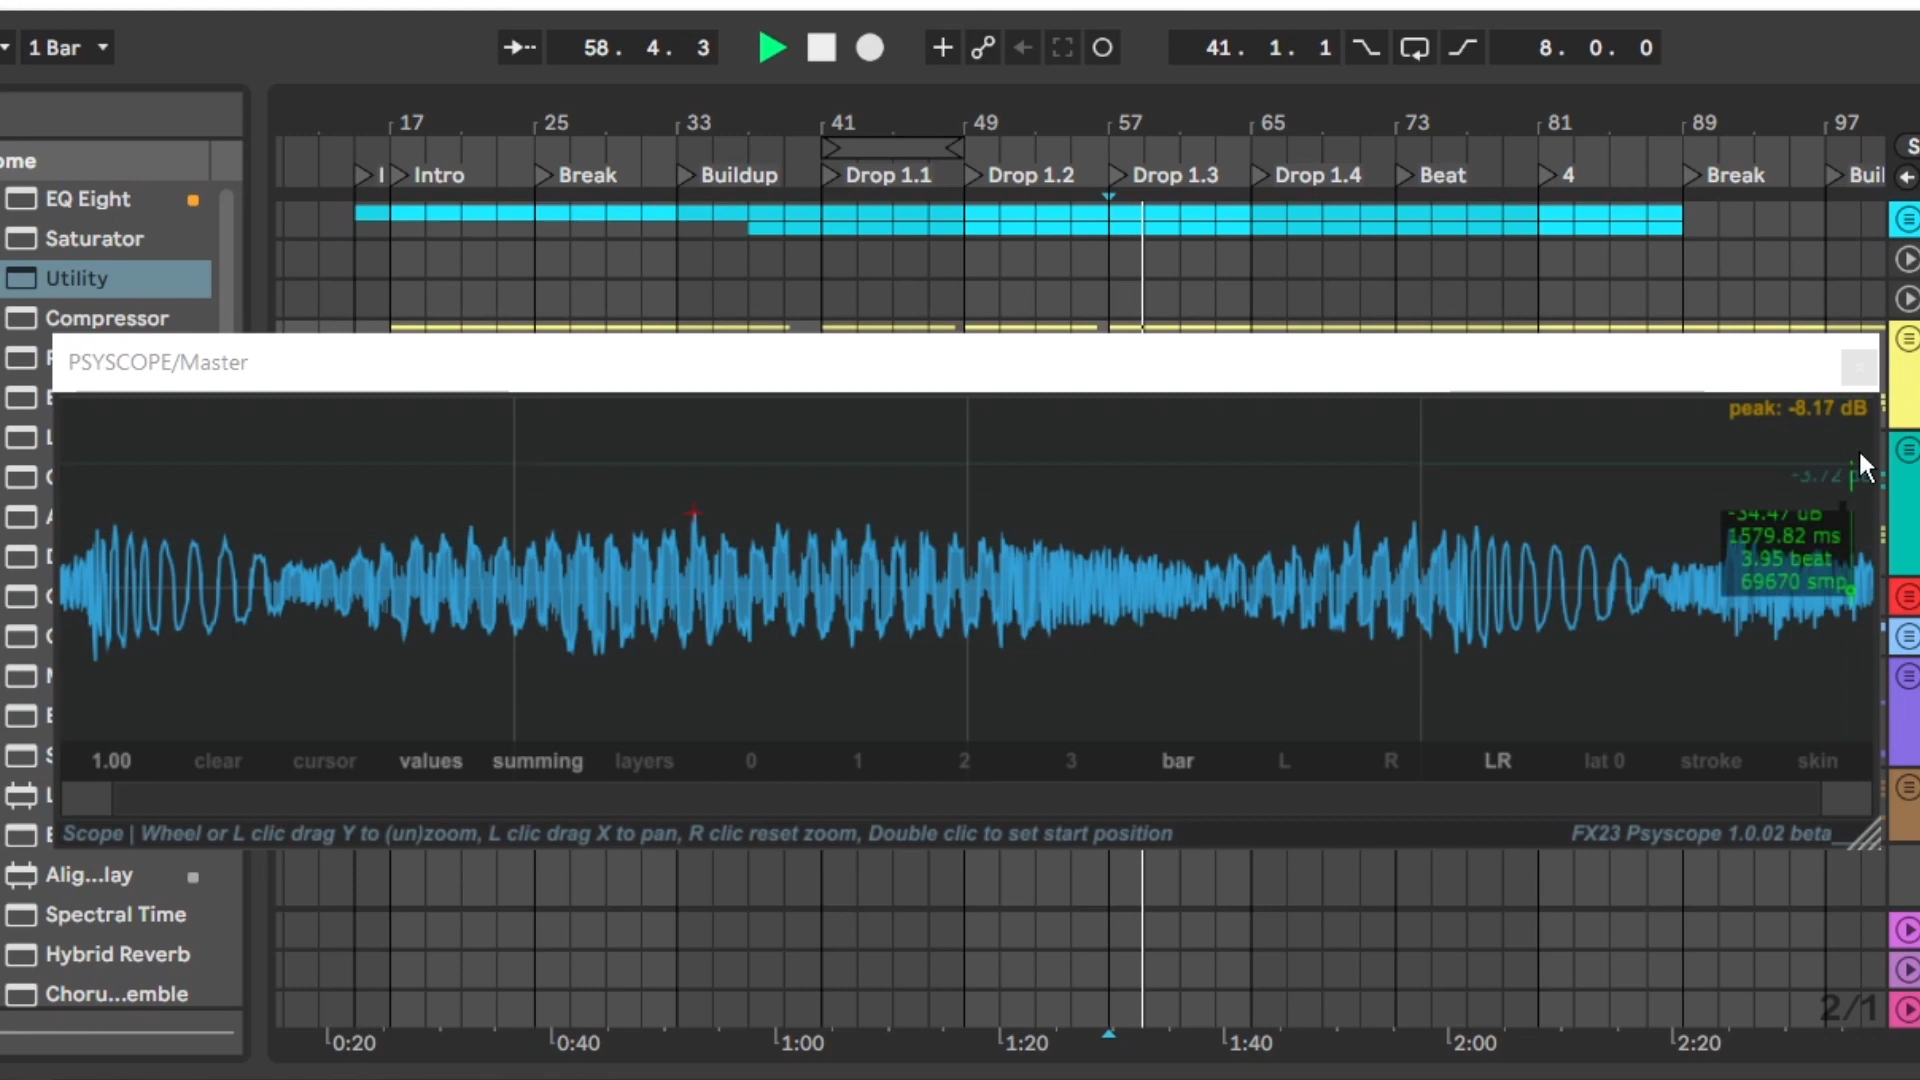 1 Bar
58. 4. 3
41. 1. 1
8. 0. 0
17 25 33 41 49 57 65 73 81 89 97
I Intro Break Buildup Drop 1.1 Drop 1.2 Drop 1.3 Drop 1.4 Beat 4 Break Buil
S
ome
EQ Eight
Saturator
Utility
Compressor
PSYSCOPE/Master
peak: -8.17 dB
-34.47 dB
1579.82 ms
3.95 beat
69670 smp
1.00 clear cursor values summing layers 0 1 2 3 bar L R LR lat 0 stroke skin
Scope | Wheel or L clic drag Y to (un)zoom, L clic drag X to pan, R clic reset zoom, Double clic to set start position
FX23 Psyscope 1.0.02 beta
Alig...lay
Spectral Time
Hybrid Reverb
Choru...emble
2/1
0:20 0:40 1:00 1:20 1:40 2:00 2:20